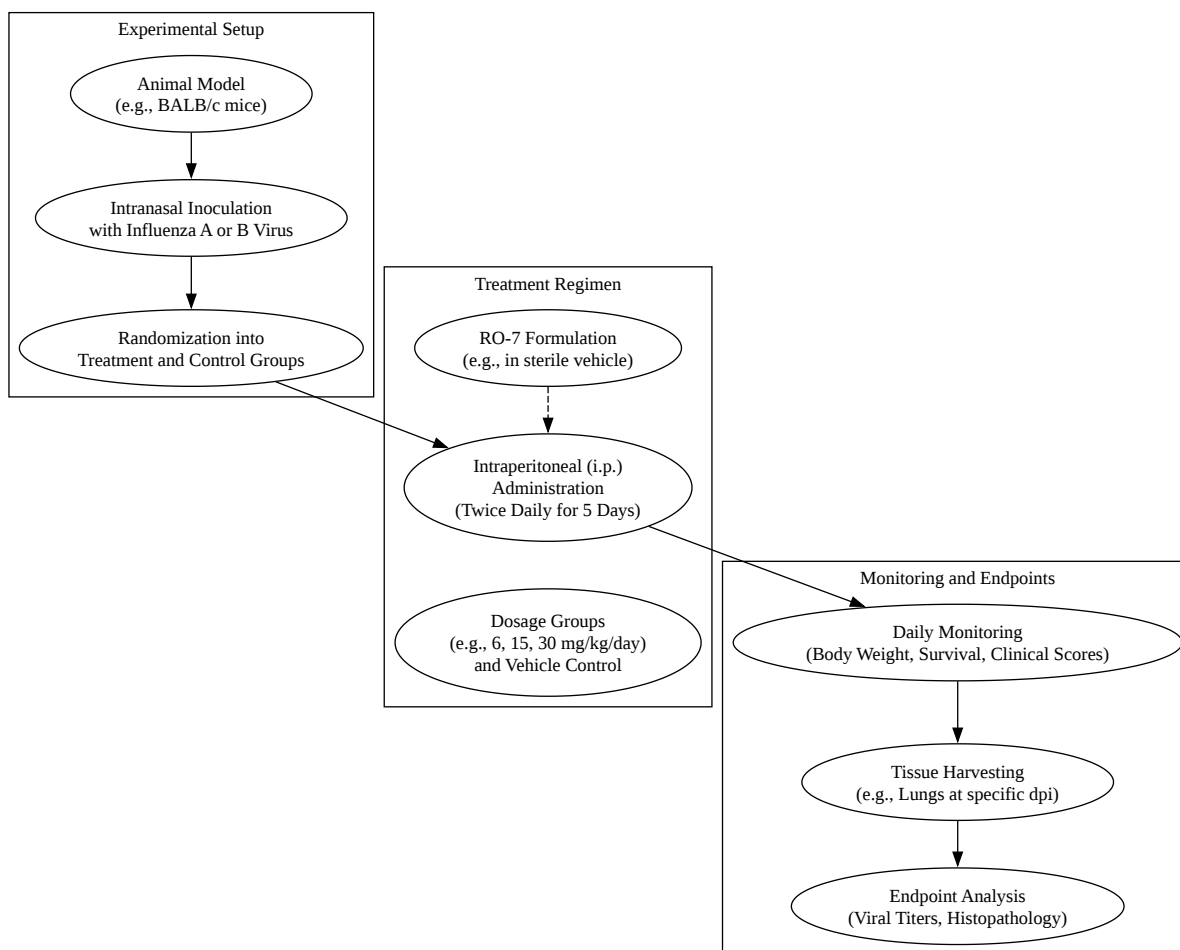 Experimental Setup
Animal Model
(e.g., BALB/c mice)
Intranasal Inoculation
with Influenza A or B Virus
Randomization into
Treatment and Control Groups
Treatment Regimen
RO-7 Formulation
(e.g., in sterile vehicle)
Intraperitoneal (i.p.)
Administration
(Twice Daily for 5 Days)
Dosage Groups
(e.g., 6, 15, 30 mg/kg/day)
and Vehicle Control
Monitoring and Endpoints
Daily Monitoring
(Body Weight, Survival, Clinical Scores)
Tissue Harvesting
(e.g., Lungs at specific dpi)
Endpoint Analysis
(Viral Titers, Histopathology)